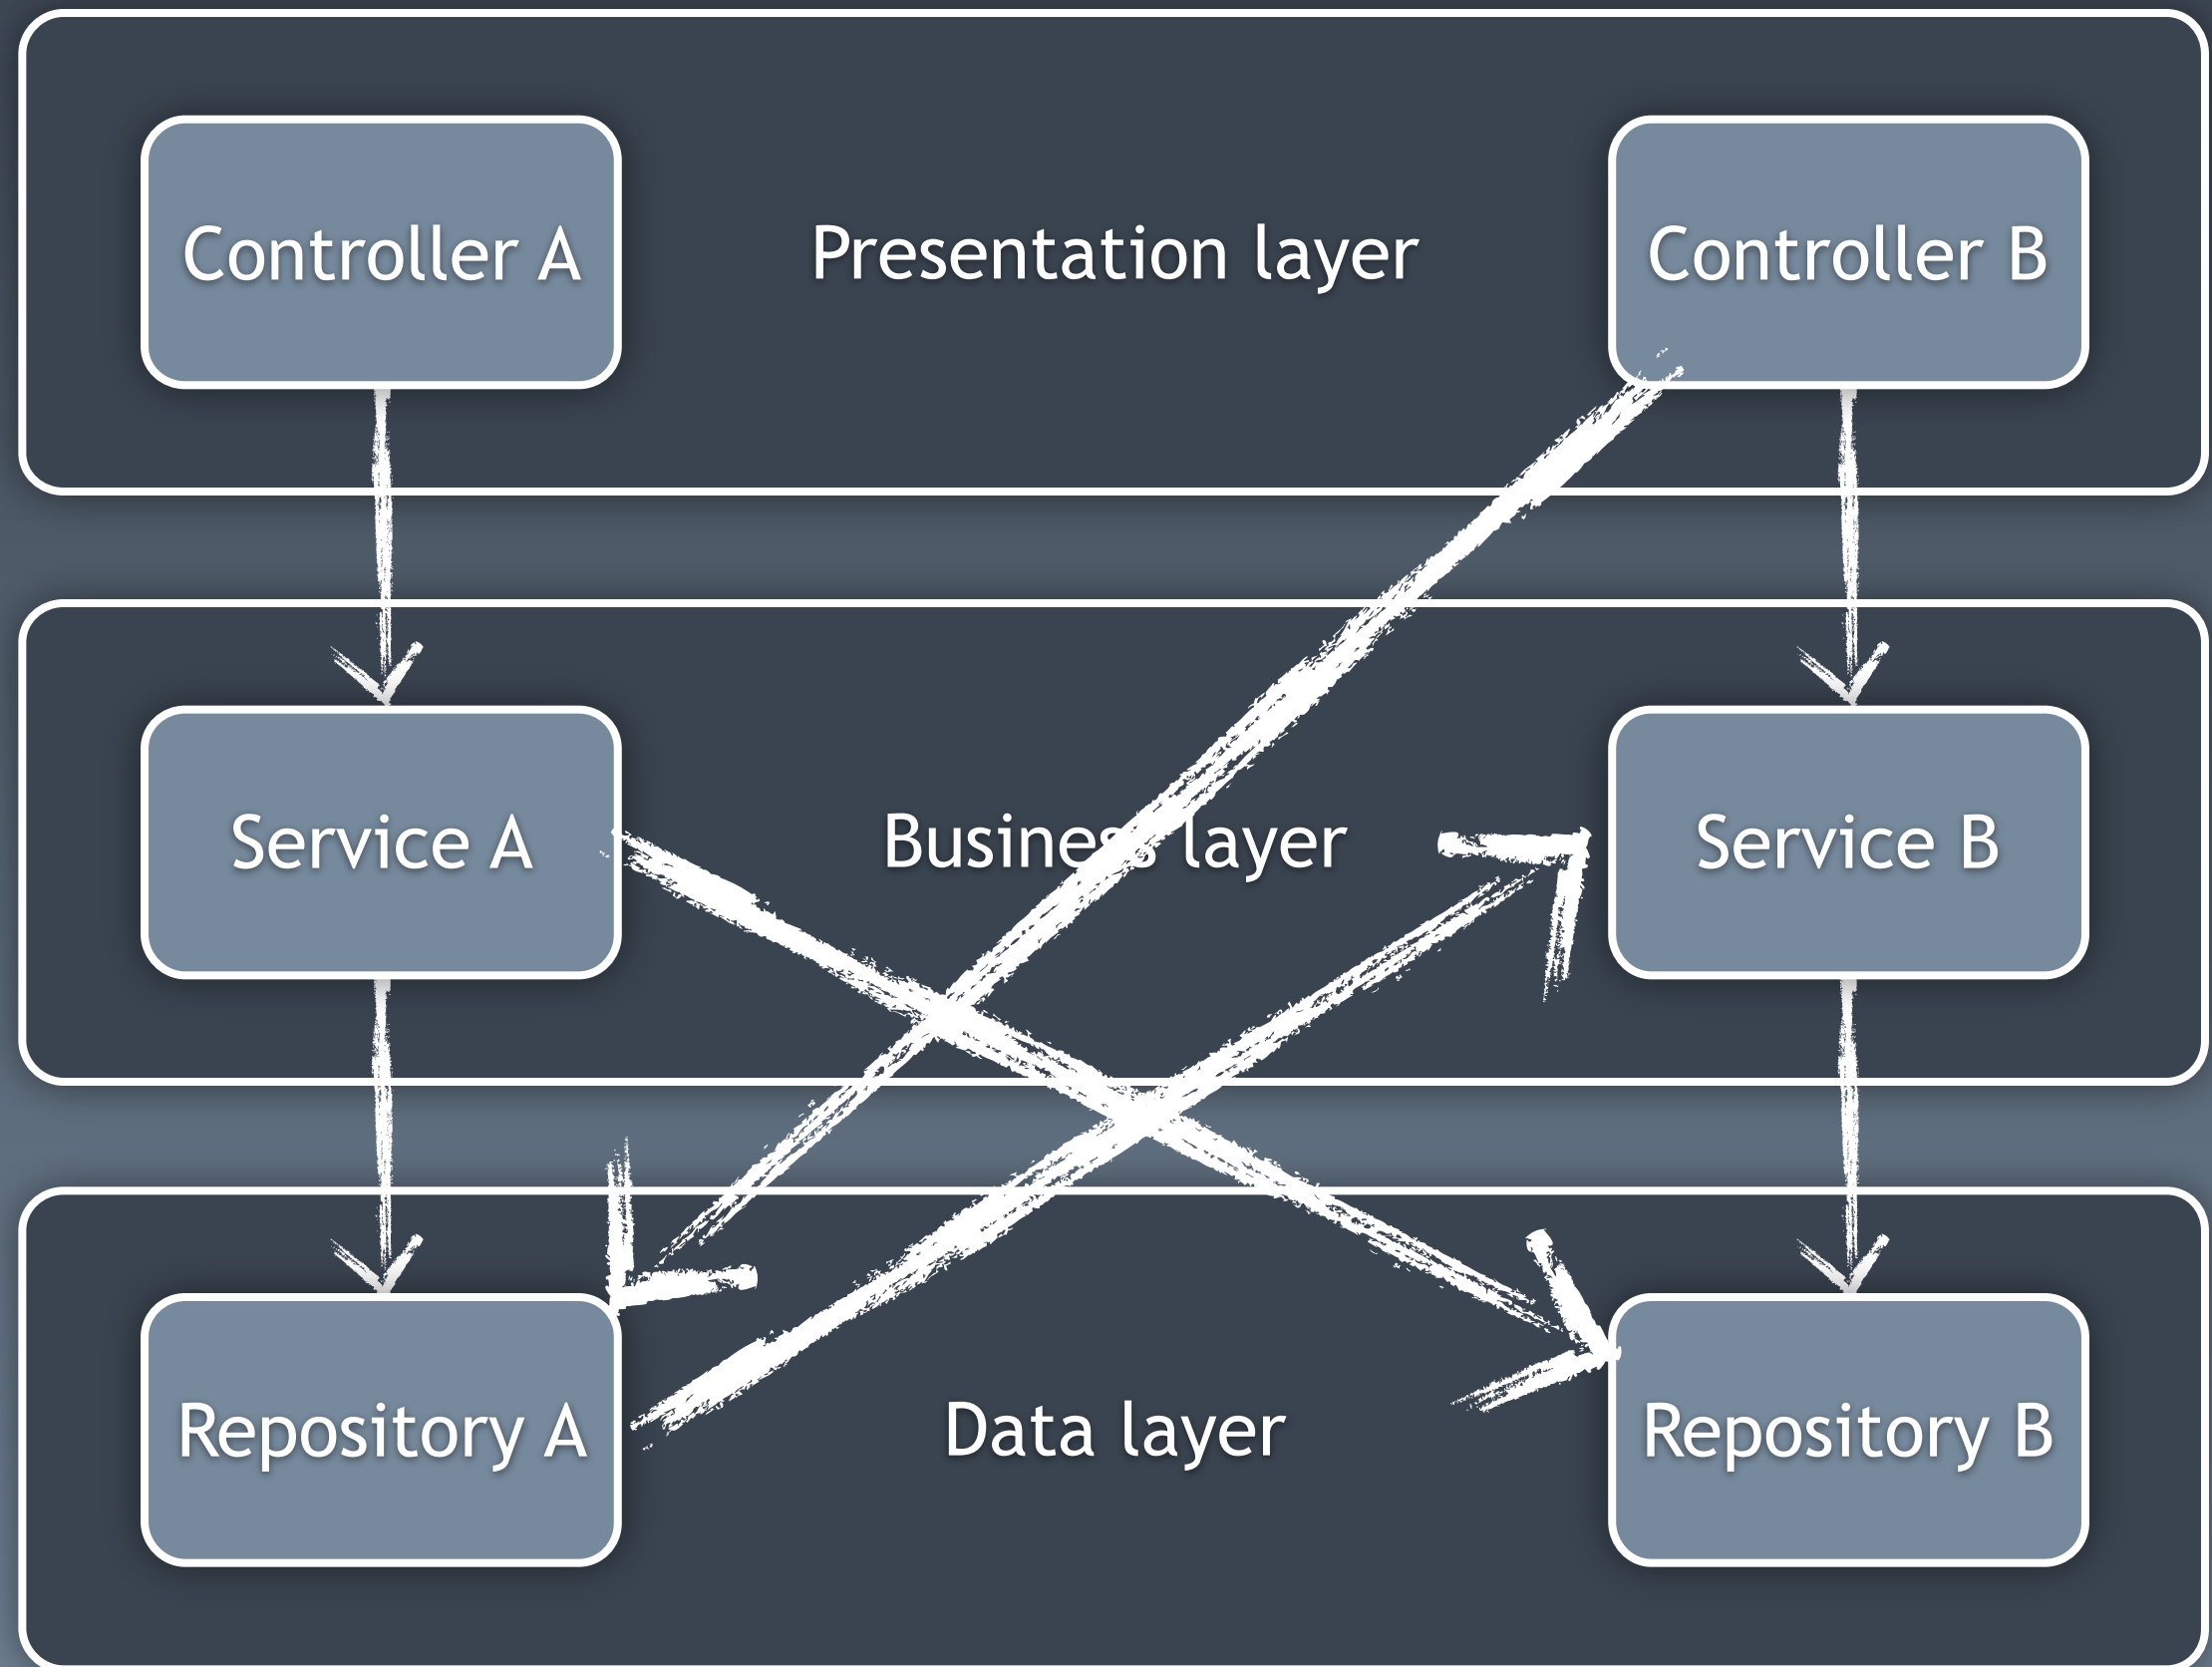 Controller A
Presentation layer
Controller B
Service A
Business layer
Service B
Repository A
Data layer
Repository B